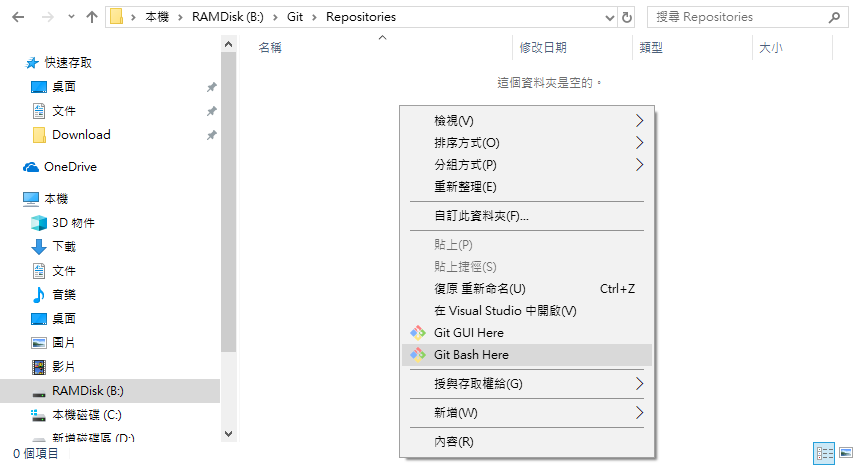 本機 RAMDisk (B:) Git Repositories
搜尋 Repositories
名稱 修改日期 類型 大小
這個資料夾是空的。
快速存取
桌面
文件
Download
OneDrive
本機
3D 物件
下載
文件
音樂
桌面
圖片
影片
RAMDisk (B:)
本機磁碟 (C:)
新增磁碟區 (D:)
檢視(V)
排序方式(O)
分組方式(P)
重新整理(E)
自訂此資料夾(F)...
貼上(P)
貼上捷徑(S)
復原 重新命名(U) Ctrl+Z
在 Visual Studio 中開啟(V)
Git GUI Here
Git Bash Here
授與存取權給(G)
新增(W)
內容(R)
0 個項目